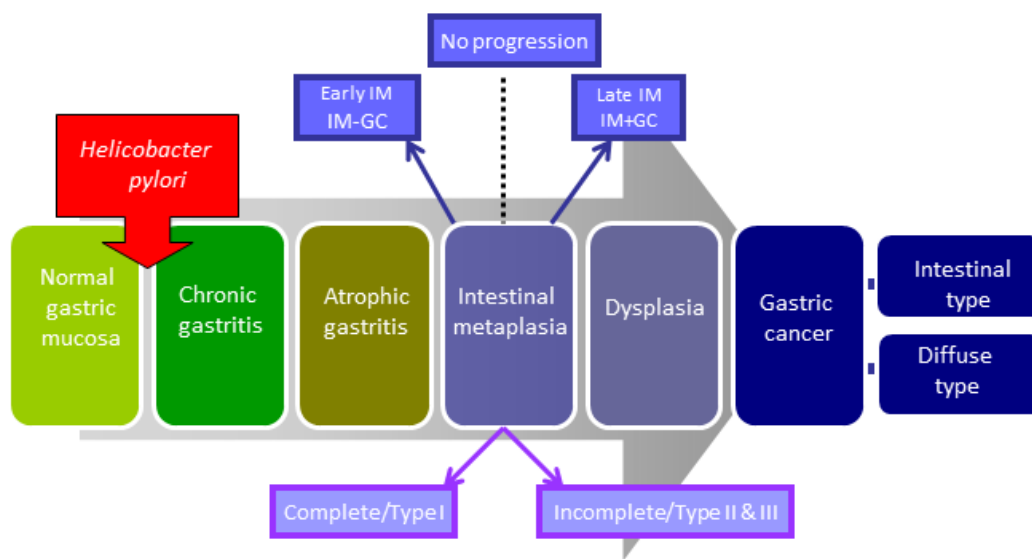 No progression
Early IM
IM-GC
Late IM
IM+GC
Helicobacter
pylori
Normal
gastric
mucosa
Chronic
gastritis
Atrophic
gastritis
Intestinal
metaplasia
Dysplasia
Gastric
cancer
Intestinal
type
Diffuse
type
Complete/Type I
Incomplete/Type II & III